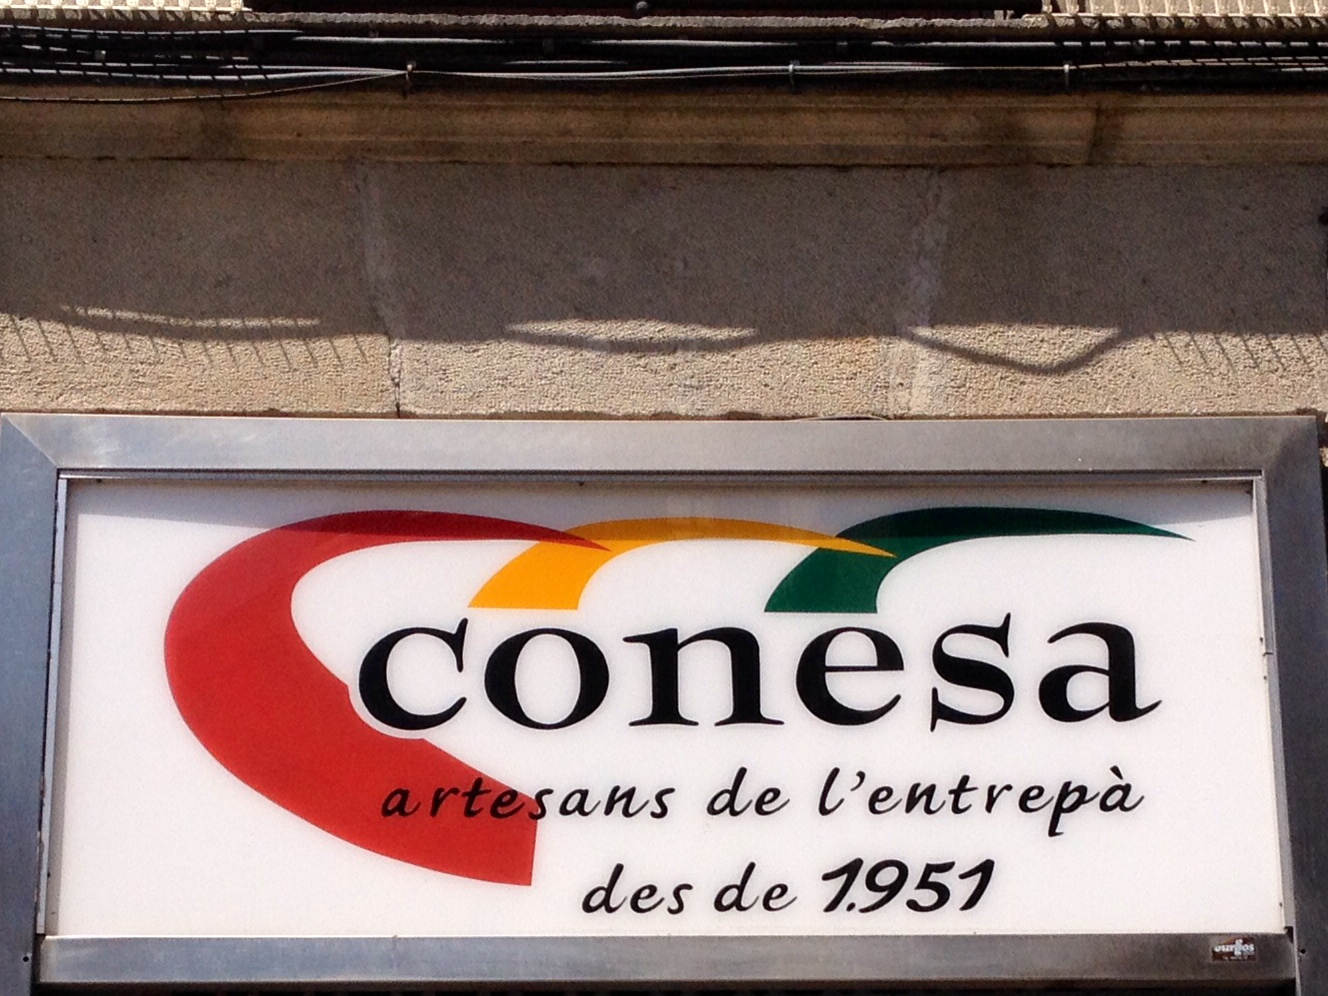 conesa
artesans de l'entrepà
des de 1.951